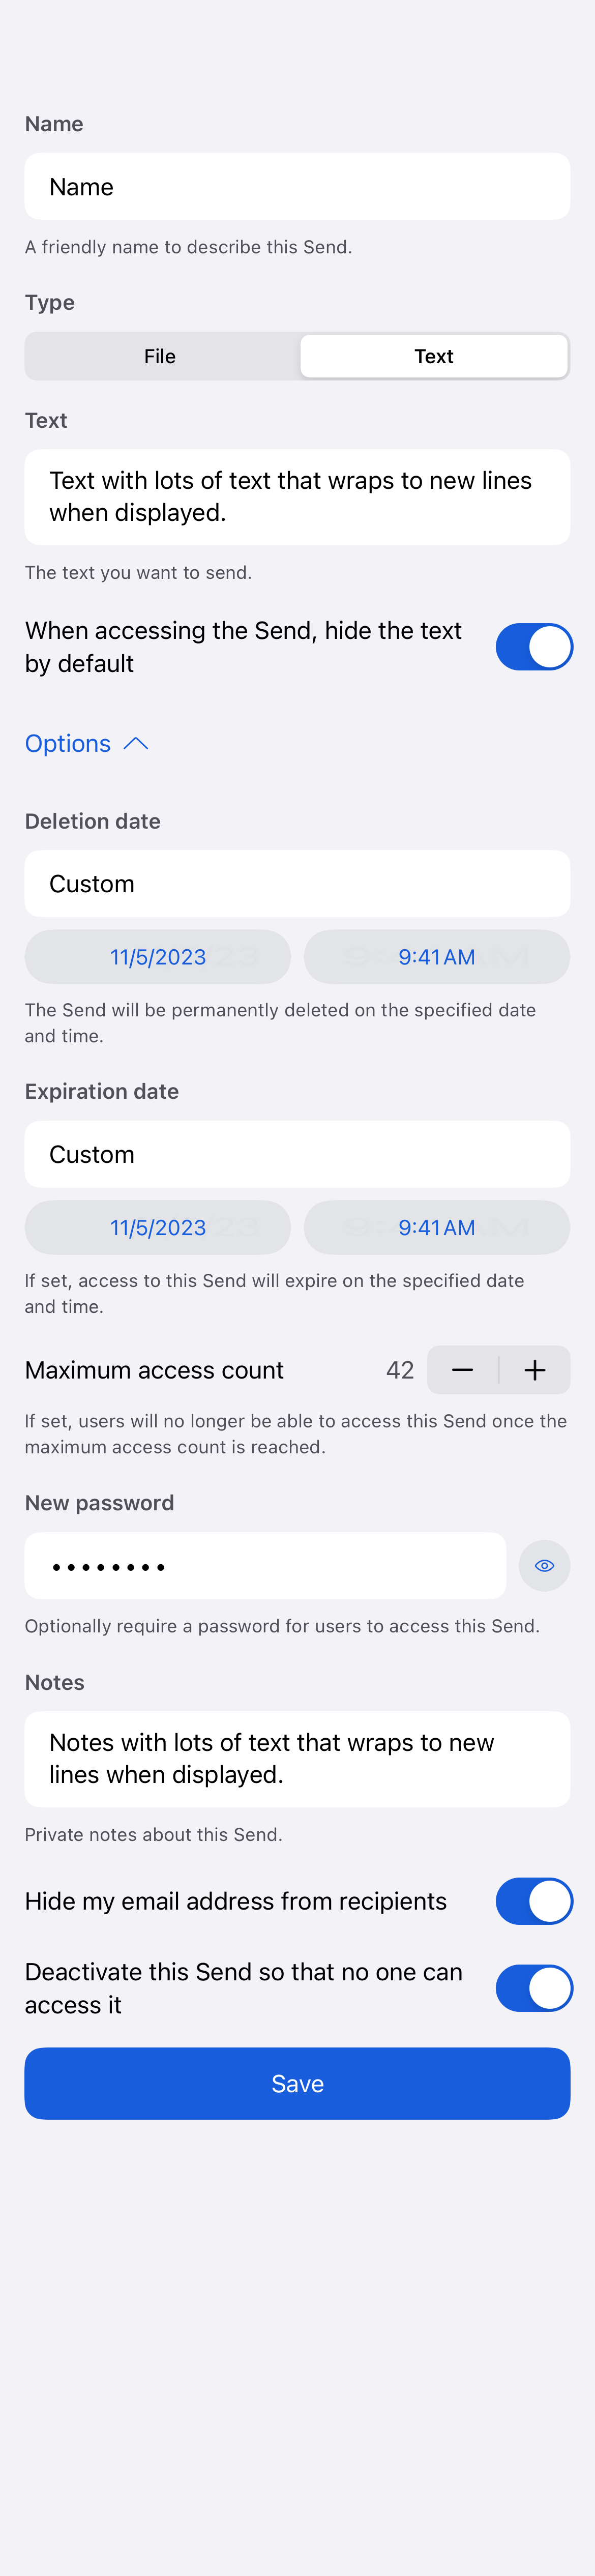 Name
Name
A friendly name to describe this Send.
Type
File Text
Text
Text with lots of text that wraps to new lines
when displayed.
The text you want to send.
When accessing the Send, hide the text
by default
Options
Deletion date
Custom
11/5/2023 9:41 AM
The Send will be permanently deleted on the specified date
and time.
Expiration date
Custom
11/5/2023 9:41 AM
If set, access to this Send will expire on the specified date
and time.
Maximum access count 42
If set, users will no longer be able to access this Send once the
maximum access count is reached.
New password
••••••••
Optionally require a password for users to access this Send.
Notes
Notes with lots of text that wraps to new
lines when displayed.
Private notes about this Send.
Hide my email address from recipients
Deactivate this Send so that no one can
access it
Save